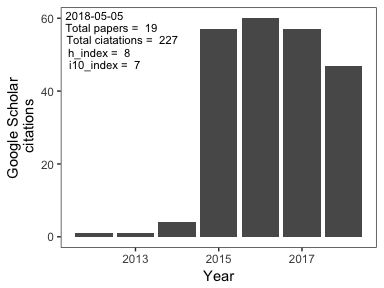 2018-05-05
Total papers = 19
Total ciatations = 227
h_index = 8
i10_index = 7
60
40
20
0
Google Scholar
citations
2013
2015
2017
Year